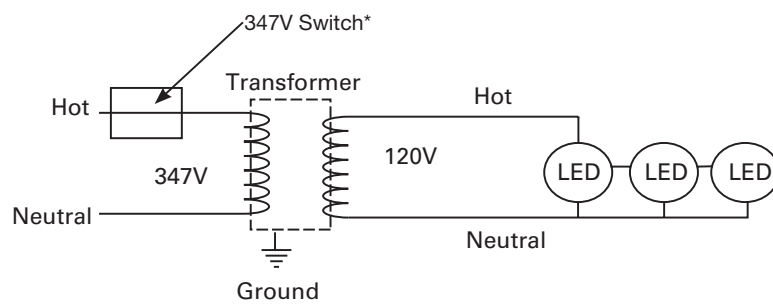 347V Switch*
Transformer
Hot
Hot
347V
120V
LED LED LED
Neutral
Neutral
Ground